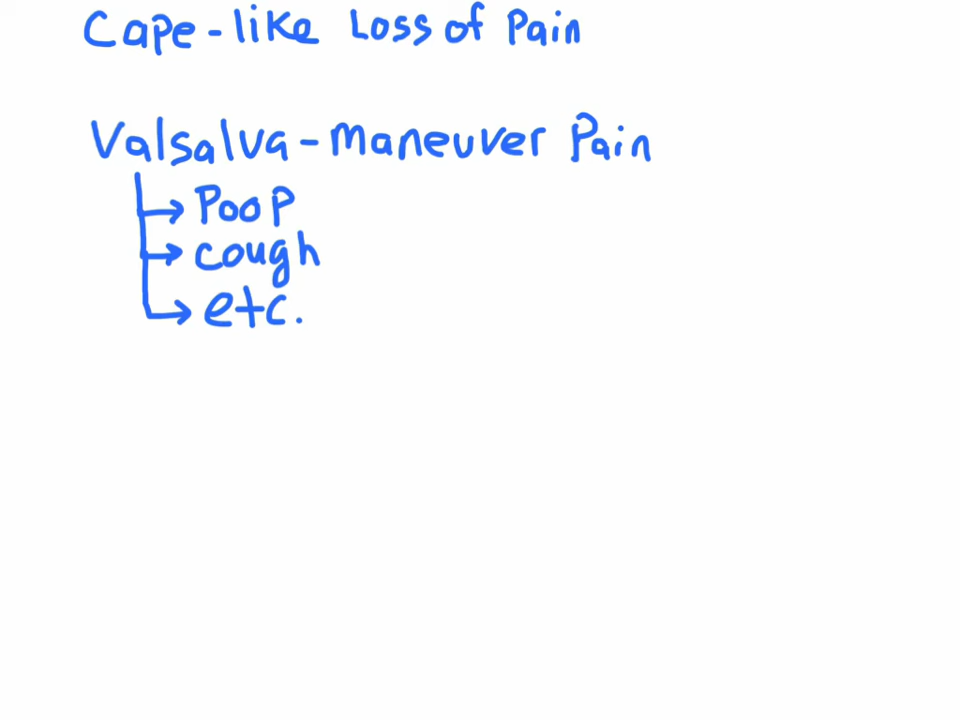 Cape-like Loss of Pain
Valsalva-Maneuver Pain
→ Poop
→ cough
→ etc.